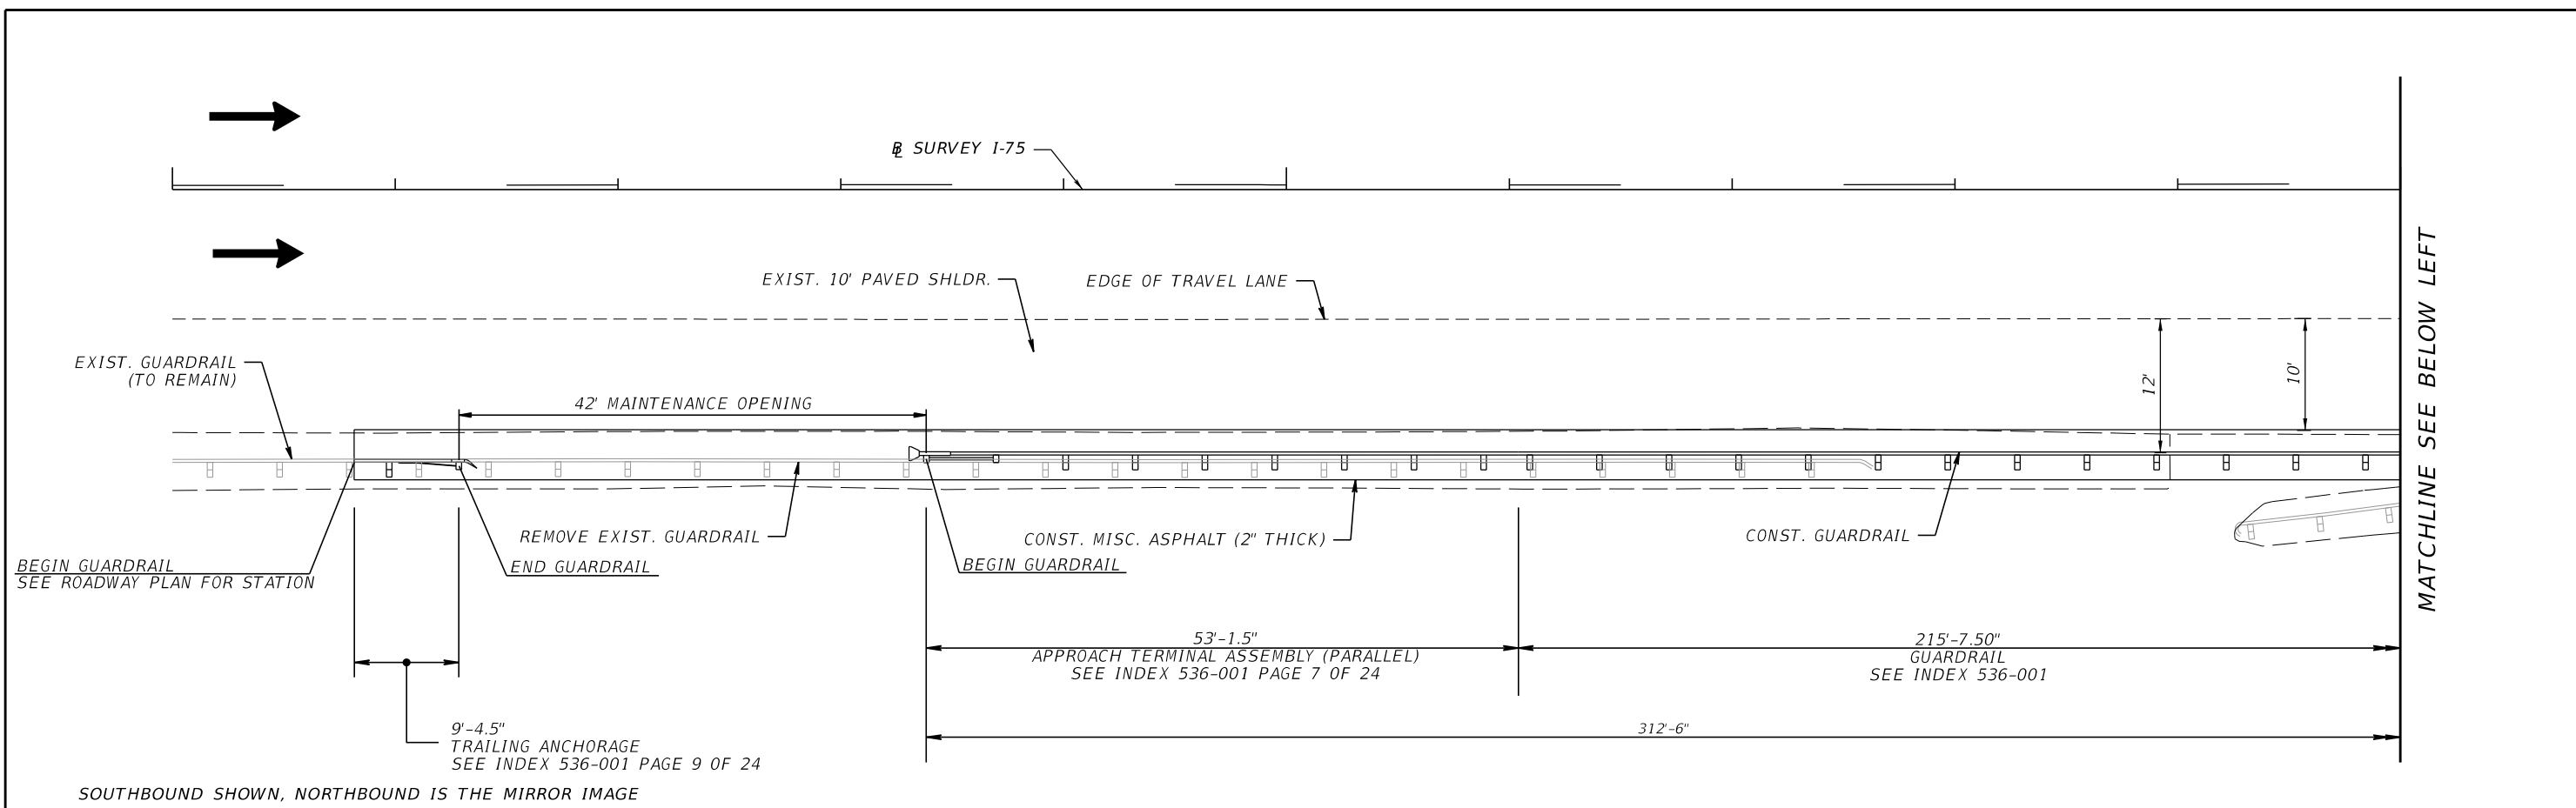 ℄ SURVEY I-75
EXIST. 10' PAVED SHLDR.
EDGE OF TRAVEL LANE
EXIST. GUARDRAIL
(TO REMAIN)
42' MAINTENANCE OPENING
12'
10'
MATCHLINE SEE BELOW LEFT
REMOVE EXIST. GUARDRAIL
CONST. MISC. ASPHALT (2" THICK)
CONST. GUARDRAIL
BEGIN GUARDRAIL
SEE ROADWAY PLAN FOR STATION
END GUARDRAIL
BEGIN GUARDRAIL
53'-1.5"
APPROACH TERMINAL ASSEMBLY (PARALLEL)
SEE INDEX 536-001 PAGE 7 OF 24
215'-7.50"
GUARDRAIL
SEE INDEX 536-001
9'-4.5"
TRAILING ANCHORAGE
SEE INDEX 536-001 PAGE 9 OF 24
312'-6"
SOUTHBOUND SHOWN, NORTHBOUND IS THE MIRROR IMAGE